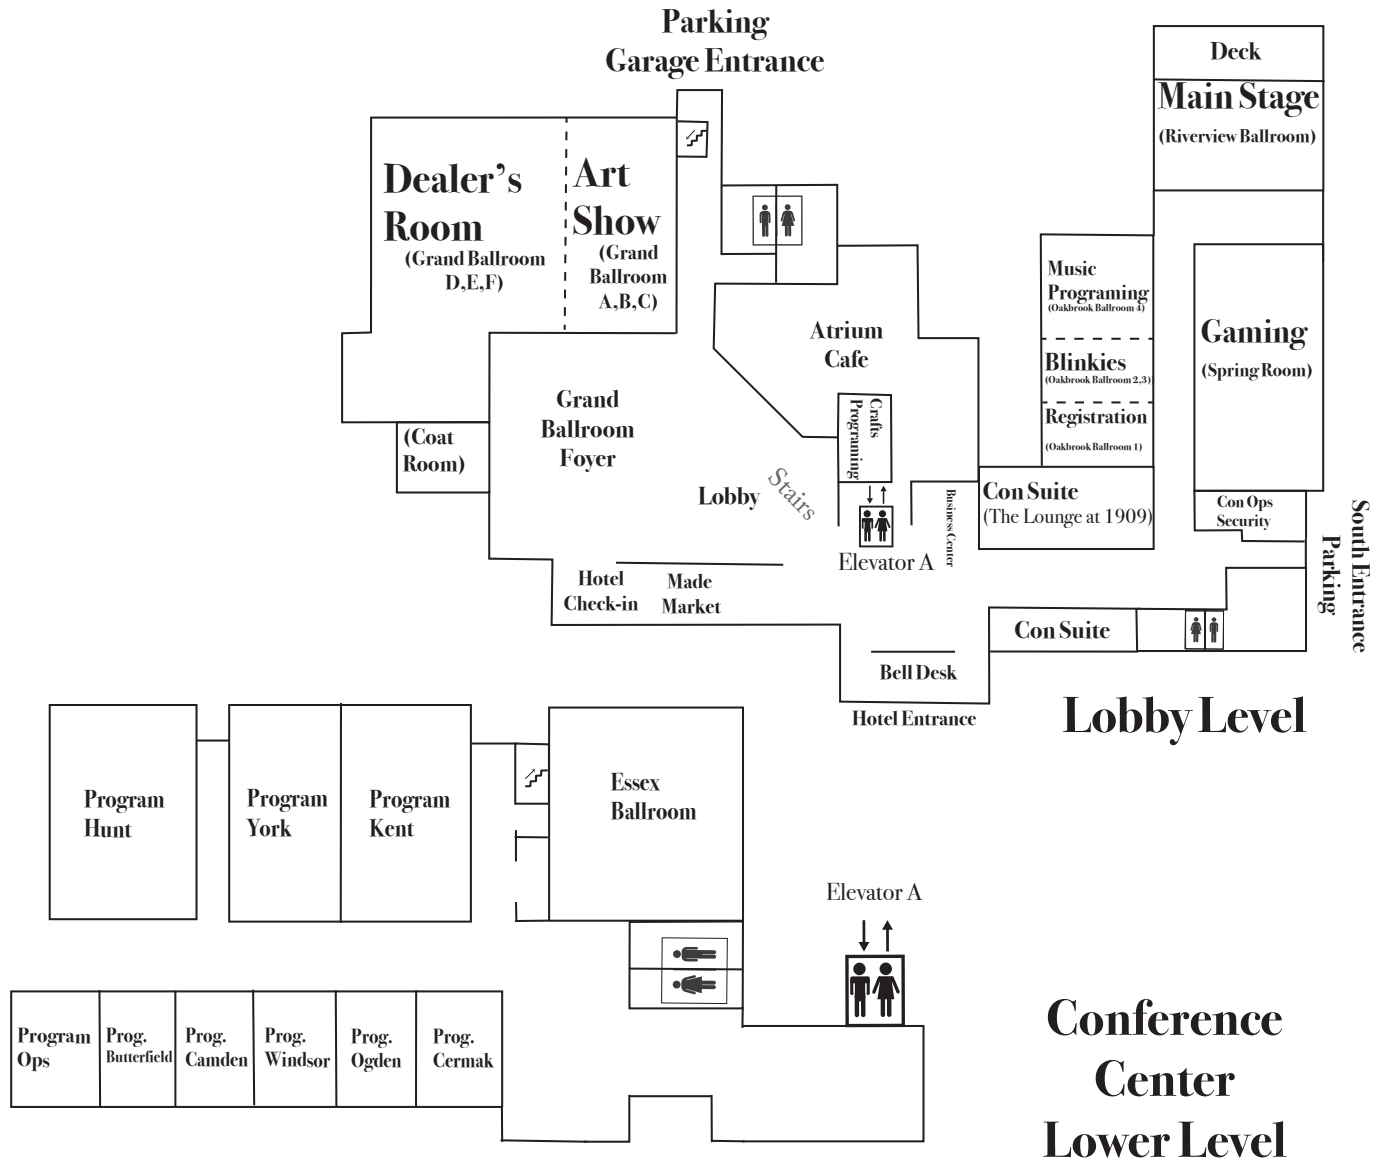 Parking
Garage Entrance
Deck
Main Stage
(Riverview Ballroom)
Dealer's
Room
(Grand Ballroom
D,E,F)
Art
Show
(Grand
Ballroom
A,B,C)
Music
Programing
(Oakbrook Ballroom 4)
Blinkies
(Oakbrook Ballroom 2,3)
Registration
(Oakbrook Ballroom 1)
Gaming
(Spring Room)
Atrium
Cafe
Crafts
Programing
Grand
Ballroom
Foyer
(Coat
Room)
Lobby
Stairs
Elevator A
Business Center
Con Suite
(The Lounge at 1909)
Con Ops
Security
South Entrance
Parking
Hotel
Check-in
Made
Market
Con Suite
Bell Desk
Hotel Entrance
Lobby Level
Program
Hunt
Program
York
Program
Kent
Essex
Ballroom
Elevator A
Program
Ops
Prog.
Butterfield
Prog.
Camden
Prog.
Windsor
Prog.
Ogden
Prog.
Cermak
Conference
Center
Lower Level